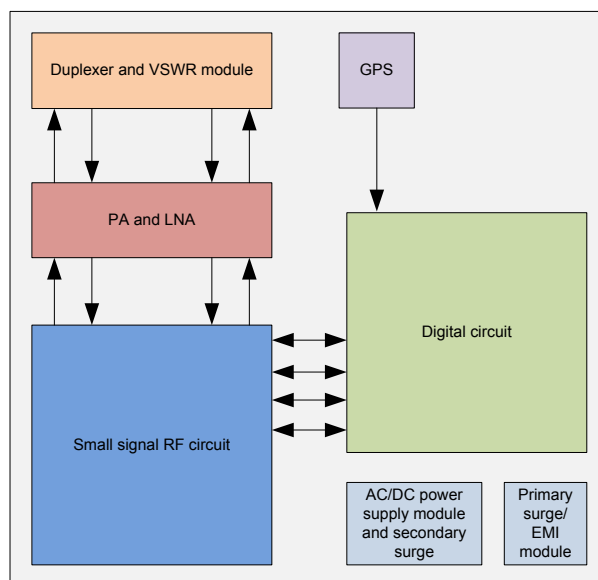 Duplexer and VSWR module
GPS
PA and LNA
Digital circuit
Small signal RF circuit
AC/DC power
supply module
and secondary
surge
Primary
surge/
EMI
module